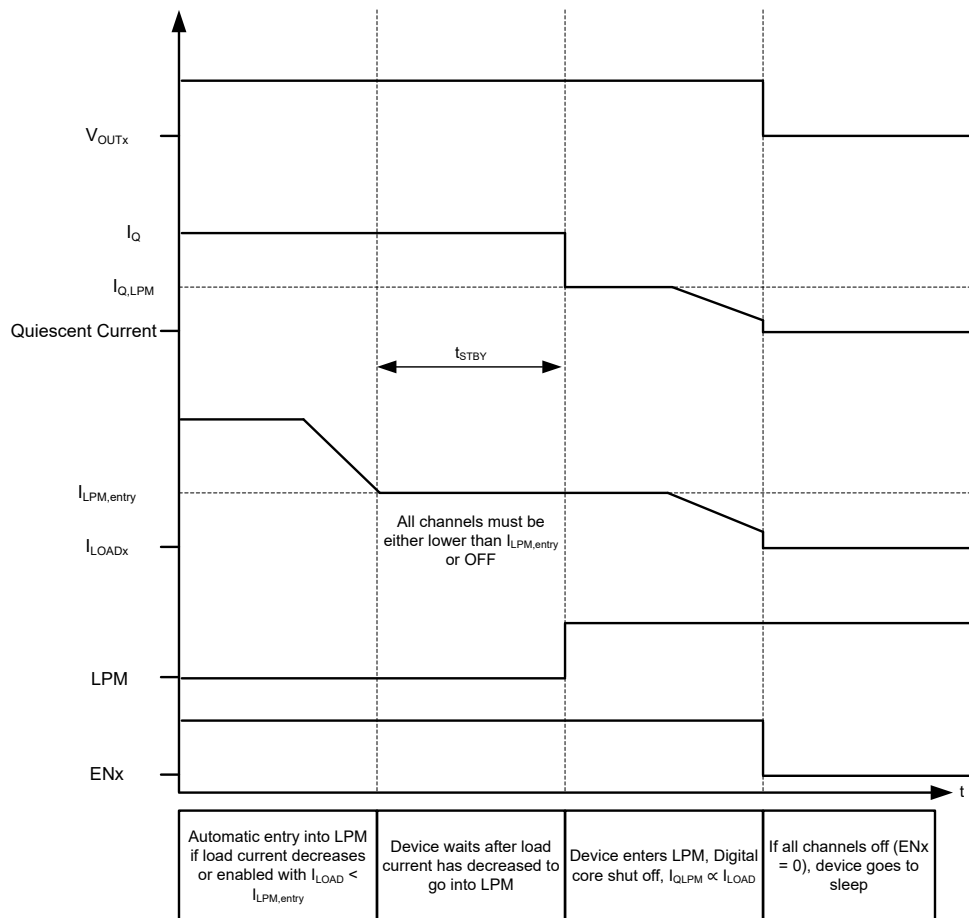 V_OUTx
I_Q
I_Q,LPM
Quiescent Current
t_STBY
I_LPM,entry
All channels must be
either lower than I_LPM,entry
or OFF
I_LOADx
LPM
ENx
t
Automatic entry into LPM
if load current decreases
or enabled with I_LOAD <
I_LPM,entry
Device waits after load
current has decreased to
go into LPM
Device enters LPM, Digital
core shut off, I_QLPM ∝ I_LOAD
If all channels off (ENx
= 0), device goes to
sleep